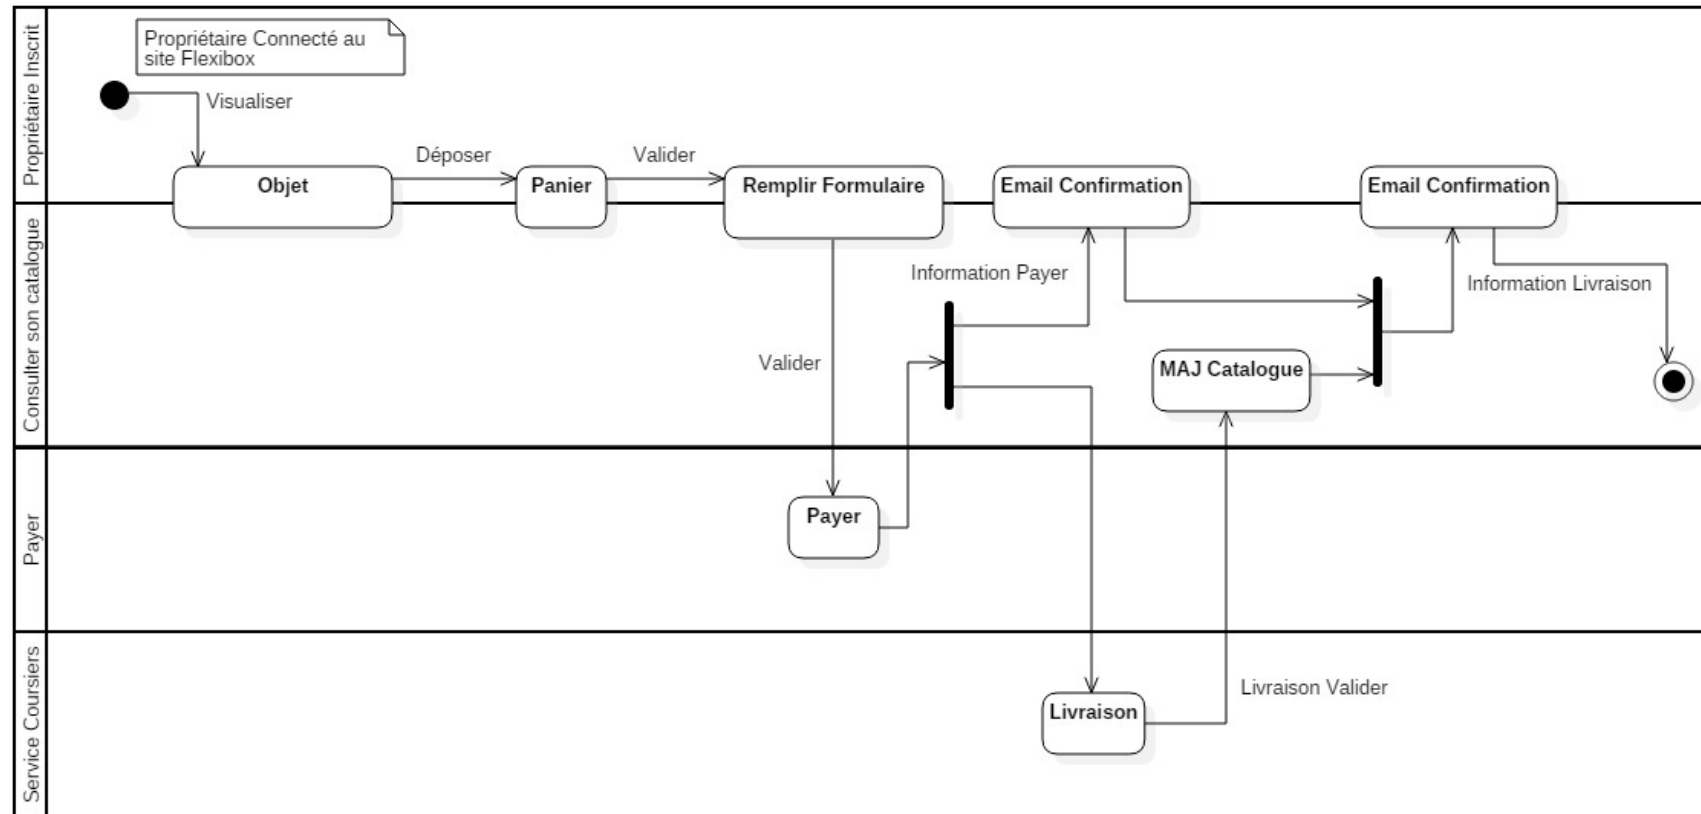 Propriétaire Inscrit
Propriétaire Connecté au
site Flexibox
Visualiser
Déposer
Valider
Objet
Panier
Remplir Formulaire
Email Confirmation
Email Confirmation
Consulter son catalogue
Information Payer
Information Livraison
Valider
MAJ Catalogue
Payer
Payer
Service Coursiers
Livraison Valider
Livraison